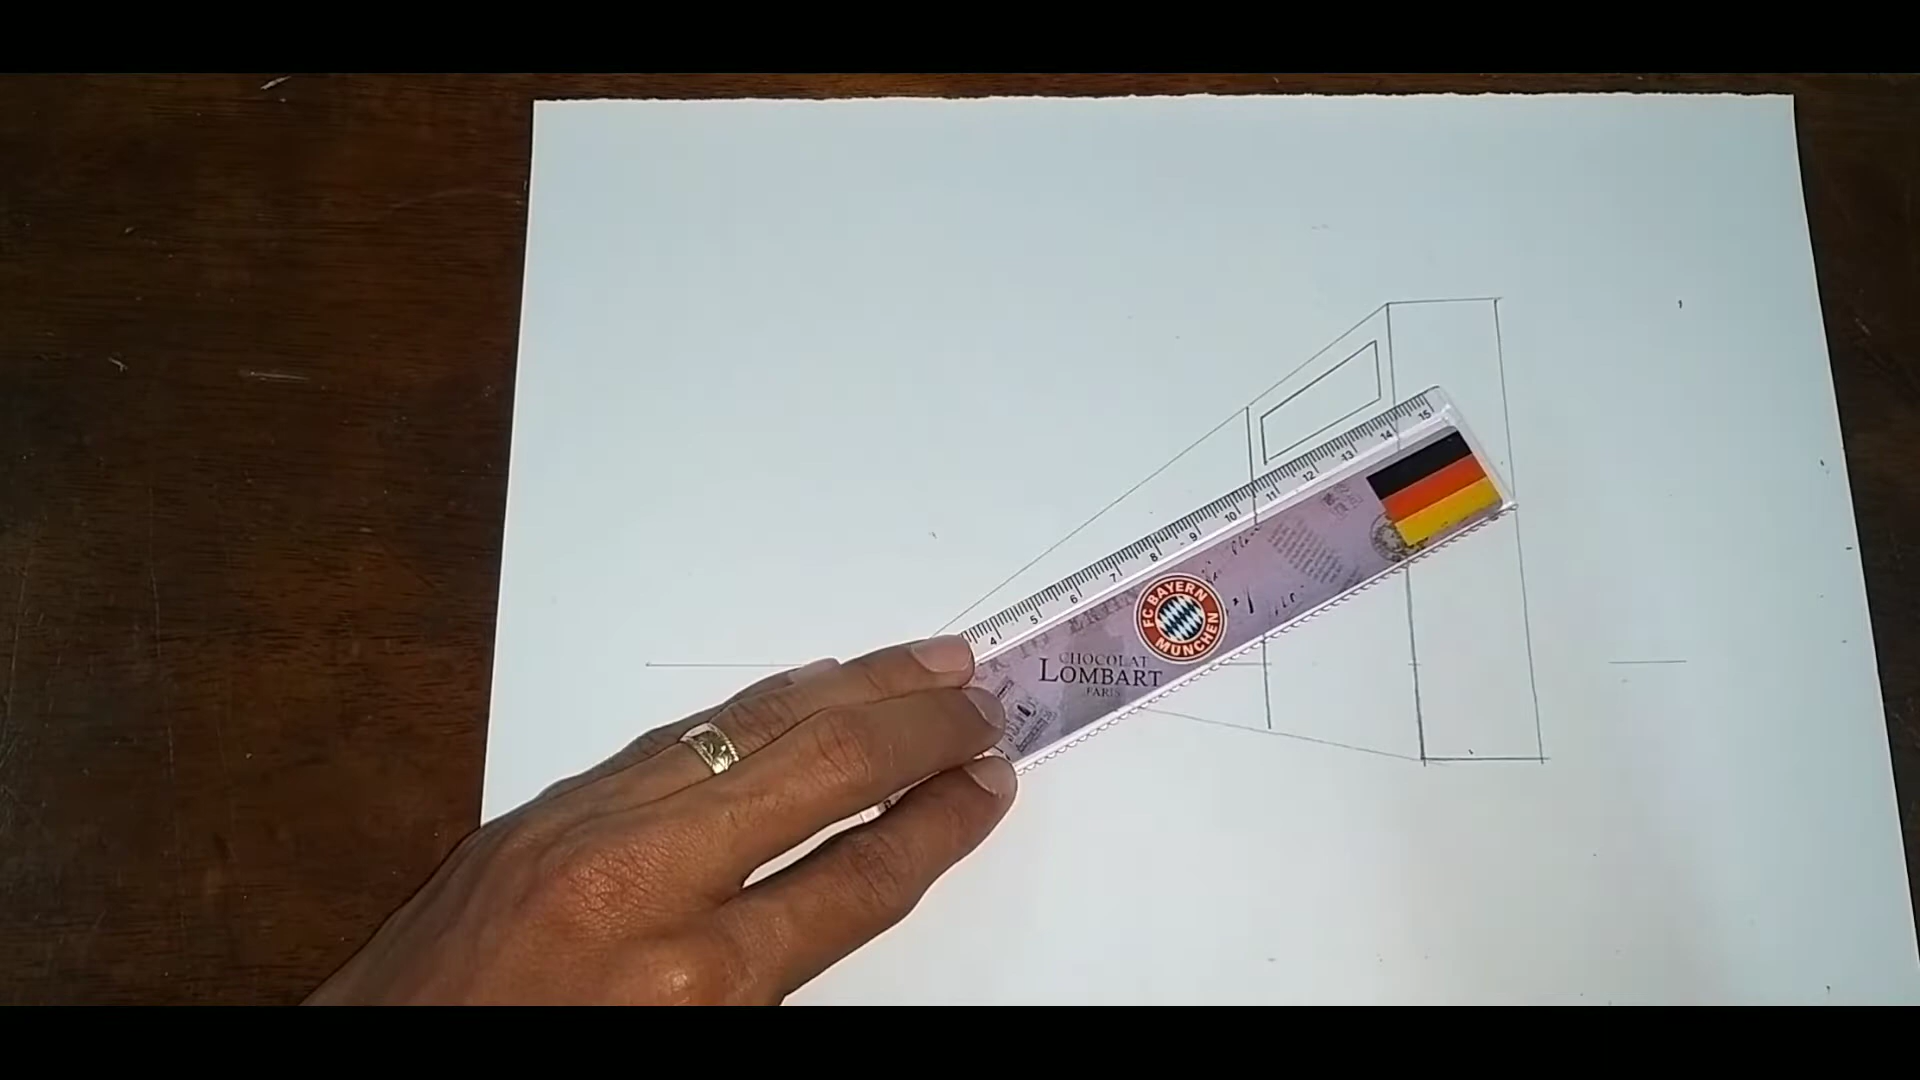 4 5 6 7 8 9 10 11 12 13 14 15
FC BAYERN
MÜNCHEN
CHOCOLAT
LOMBART
PARIS